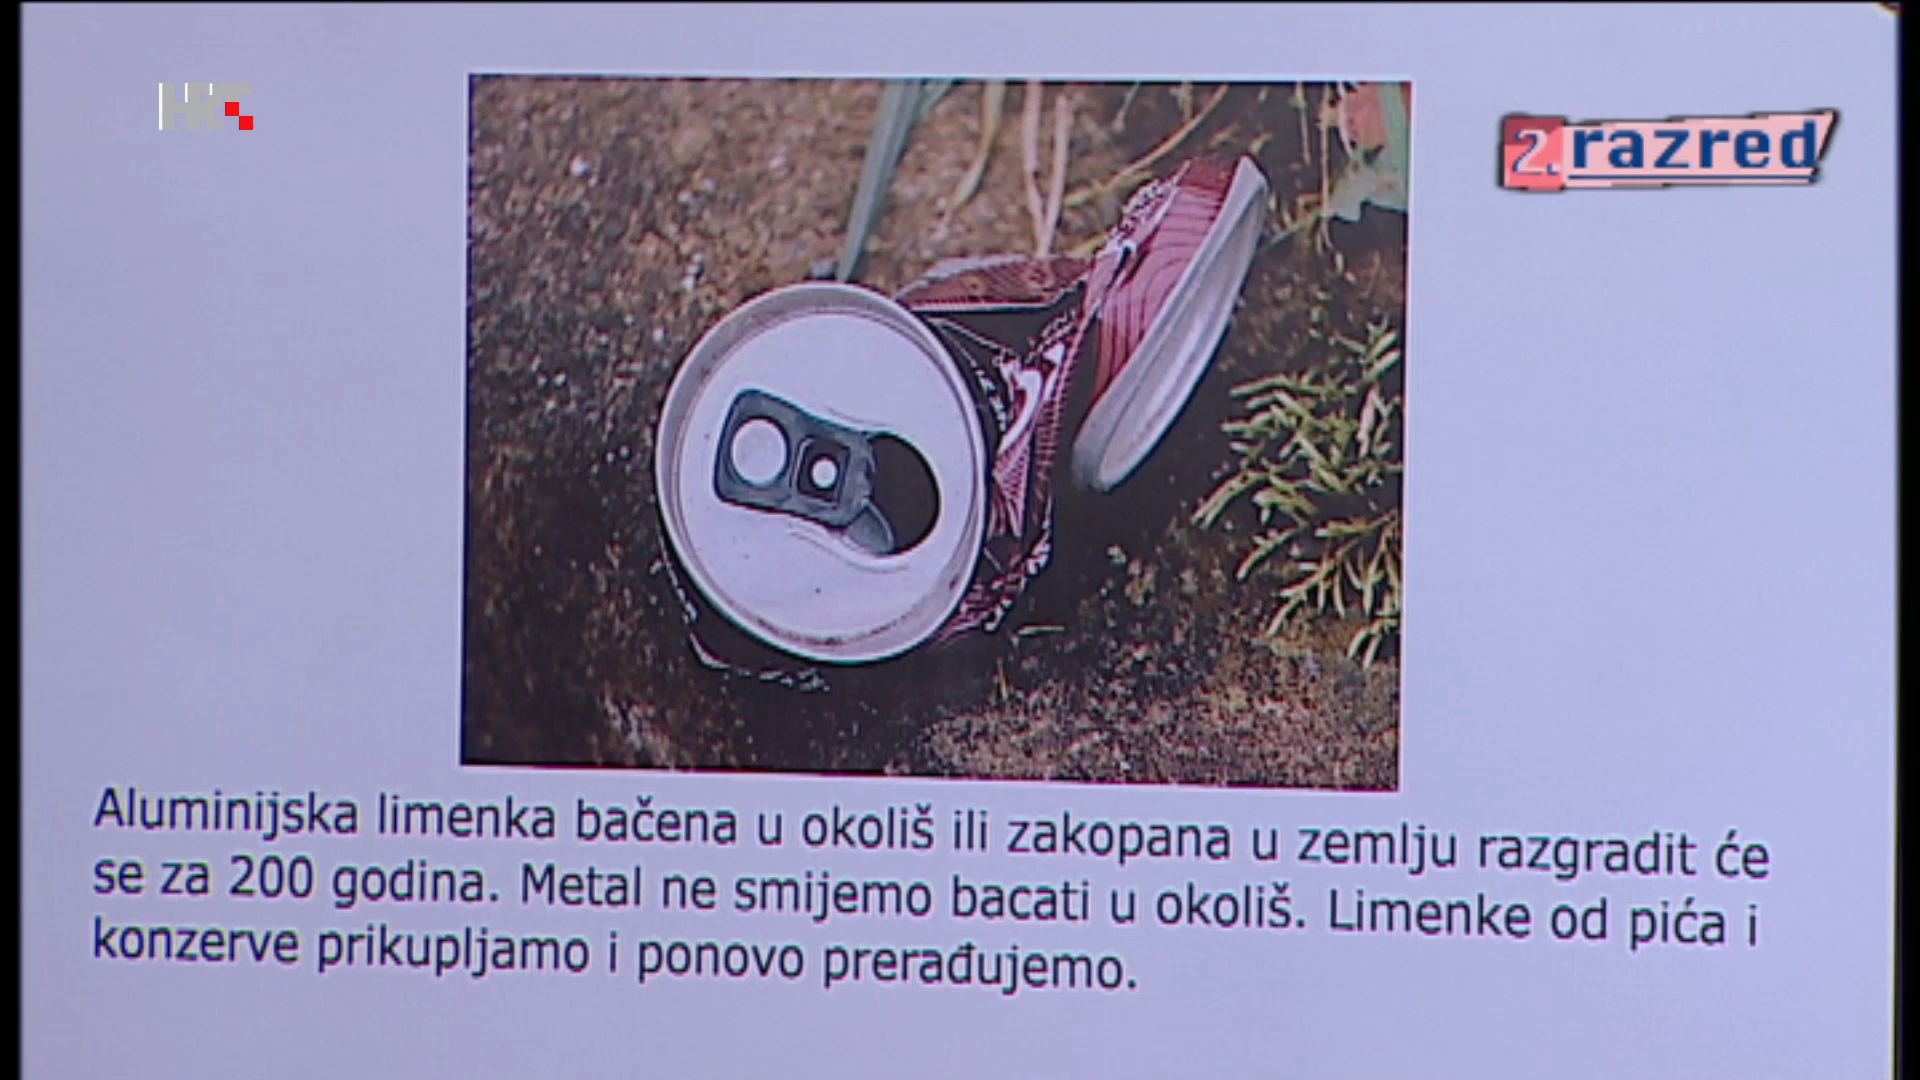 HRT
2. razred
Aluminijska limenka bačena u okoliš ili zakopana u zemlju razgradit će
se za 200 godina. Metal ne smijemo bacati u okoliš. Limenke od pića i
konzerve prikupljamo i ponovo prerađujemo.